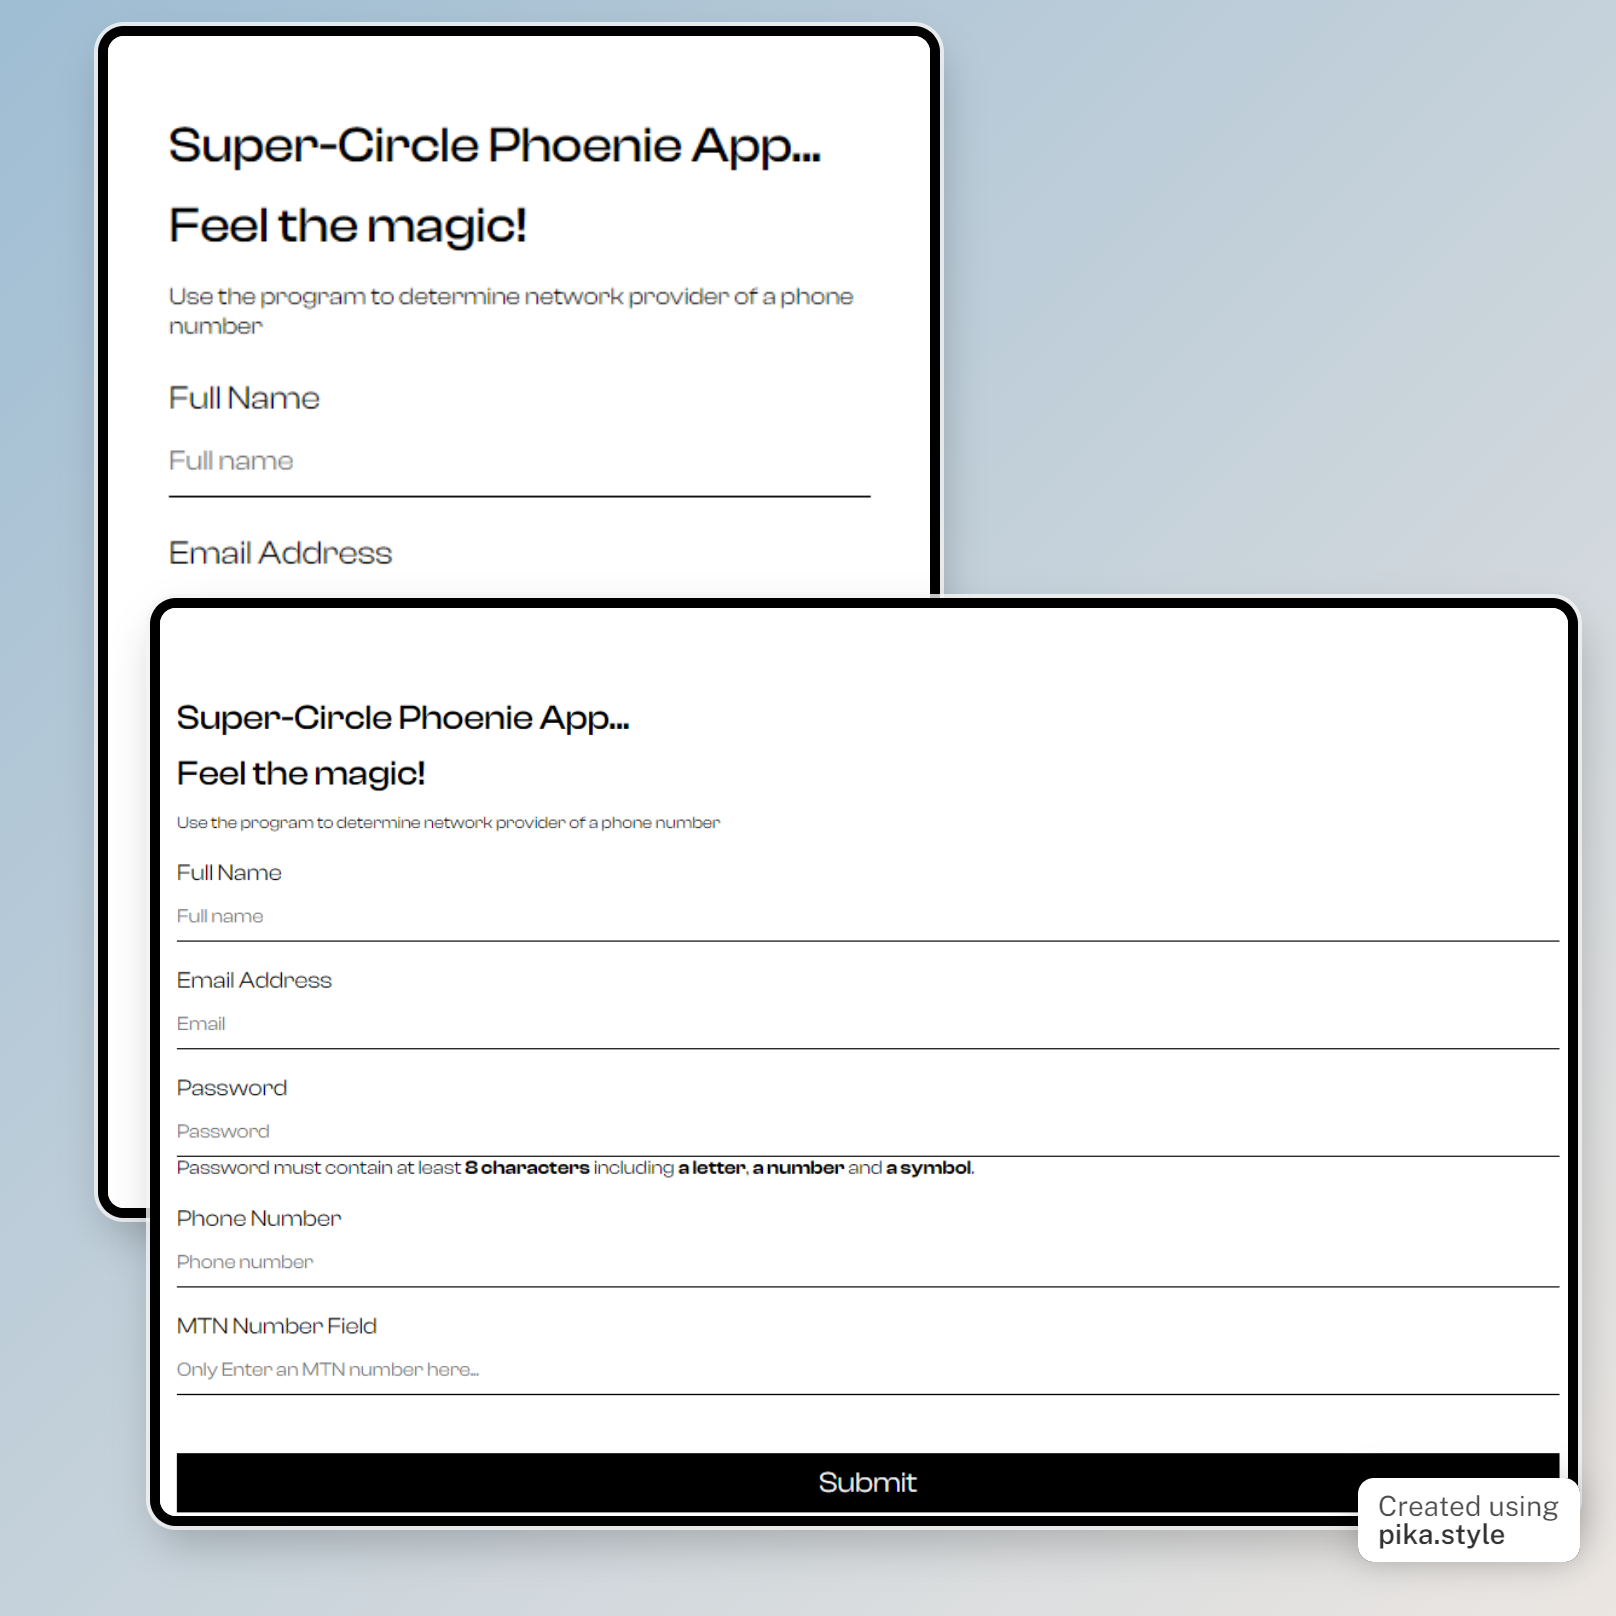 Super-Circle Phoenie App...
Feel the magic!
Use the program to determine network provider of a phone
number
Full Name
Full name
Email Address
Super-Circle Phoenie App...
Feel the magic!
Use the program to determine network provider of a phone number
Full Name
Full name
Email Address
Email
Password
Password
Password must contain at least 8 characters including a letter, a number and a symbol.
Phone Number
Phone number
MTN Number Field
Only Enter an MTN number here...
Submit
Created using
pika.style